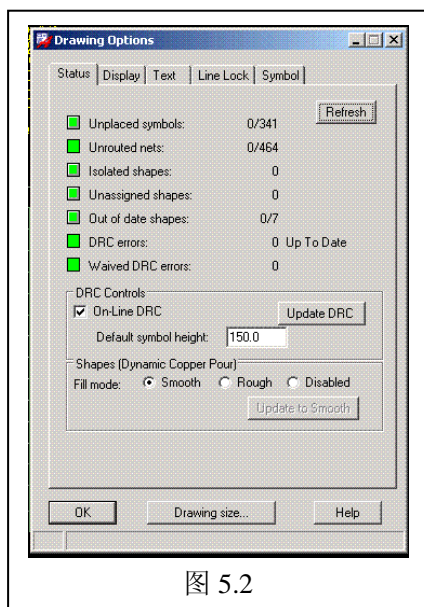 Drawing Options
Status Display Text Line Lock Symbol
Refresh
Unplaced symbols: 0/341
Unrouted nets: 0/464
Isolated shapes: 0
Unassigned shapes: 0
Out of date shapes: 0/7
DRC errors: 0 Up To Date
Waived DRC errors: 0
DRC Controls
On-Line DRC Update DRC
Default symbol height: 150.0
Shapes (Dynamic Copper Pour)
Fill mode: Smooth Rough Disabled
Update to Smooth
OK Drawing size... Help
图 5.2